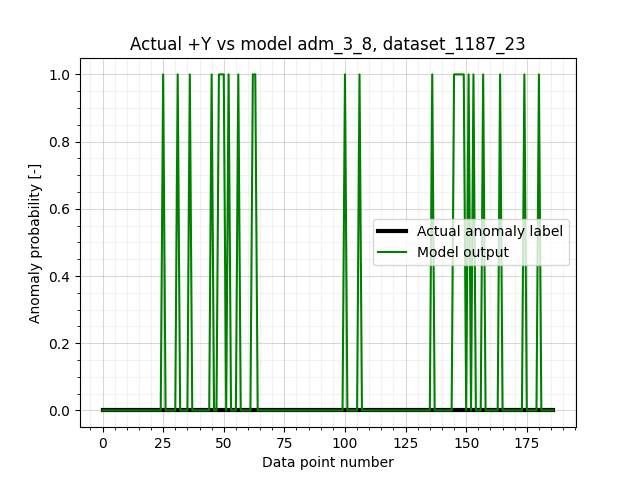 Actual +Y vs model adm_3_8, dataset_1187_23
Anomaly probability [-]
1.0
0.8
0.6
0.4
0.2
0.0
Actual anomaly label
Model output
0 25 50 75 100 125 150 175
Data point number